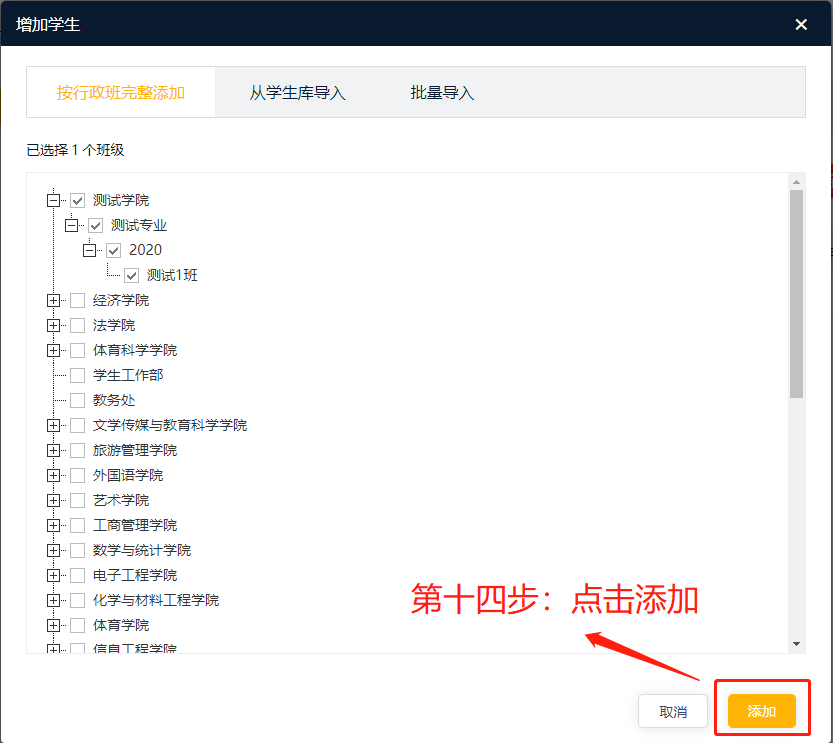 增加学生
按行政班完整添加 从学生库导入 批量导入
已选择 1 个班级
测试学院
测试专业
2020
测试1班
经济学院
法学院
体育科学学院
学生工作部
教务处
文学传媒与教育科学学院
旅游管理学院
外国语学院
艺术学院
工商管理学院
数学与统计学院
电子工程学院
化学与材料工程学院
体育学院
信息工程学院
第十四步：点击添加
取消 添加